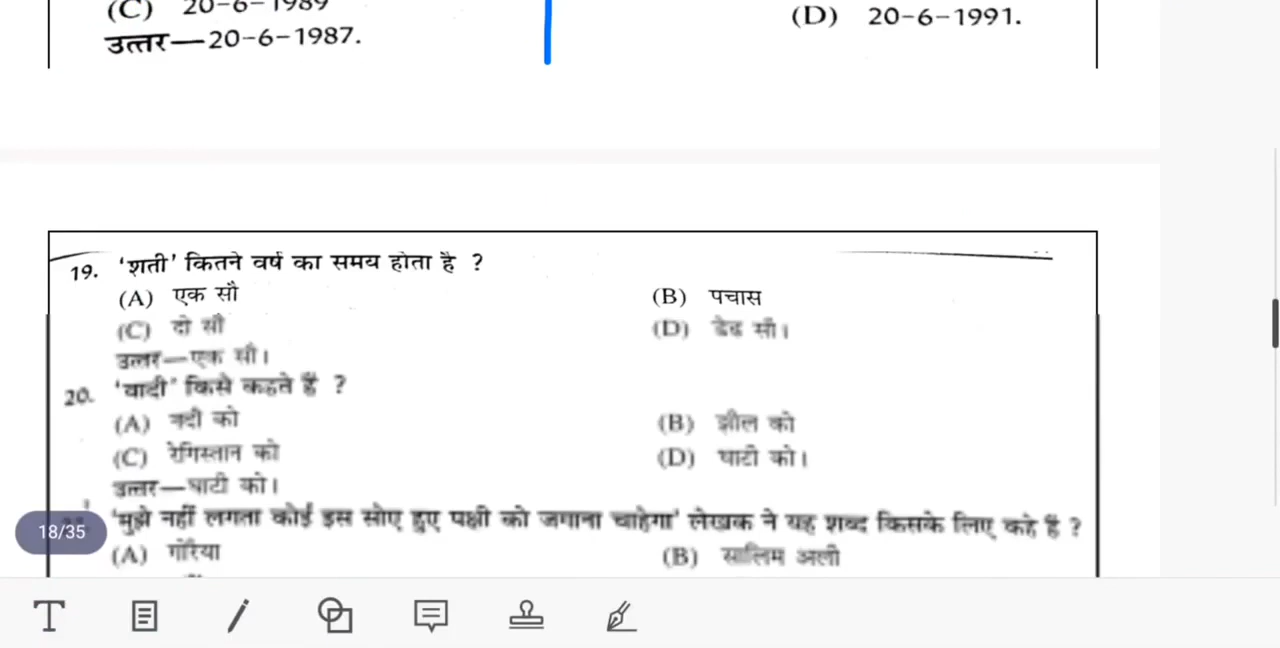 (C) 20-6-1989
(D) 20-6-1991.
उत्तर—20-6-1987.
19. 'शती' कितने वर्ष का समय होता है ?
(A) एक सौ
(B) पचास
(C) दो सौ
(D) डेढ सौ।
उत्तर—एक सौ।
20. 'वादी' किसे कहते हैं ?
(A) नदी को
(B) झील को
(C) रेगिस्तान को
(D) घाटी को।
उत्तर—घाटी को।
'मुझे नहीं लगता कोई इस सोए हुए पक्षी को जगाना चाहेगा' लेखक ने यह शब्द किसके लिए कहे हैं ?
18/35
(A) गोरैया
(B) सालिम अली